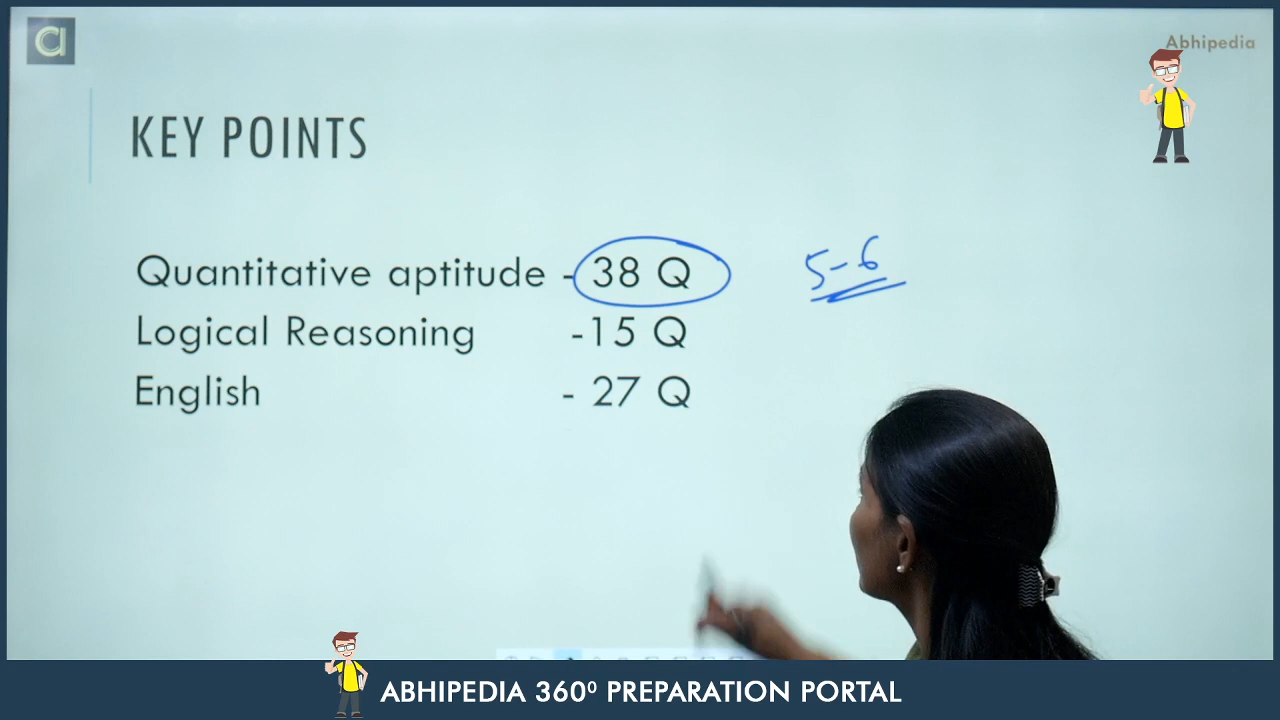 Abhipedia
KEY POINTS
Quantitative aptitude - 38 Q 5-6
Logical Reasoning -15 Q
English - 27 Q
ABHIPEDIA 360⁰ PREPARATION PORTAL